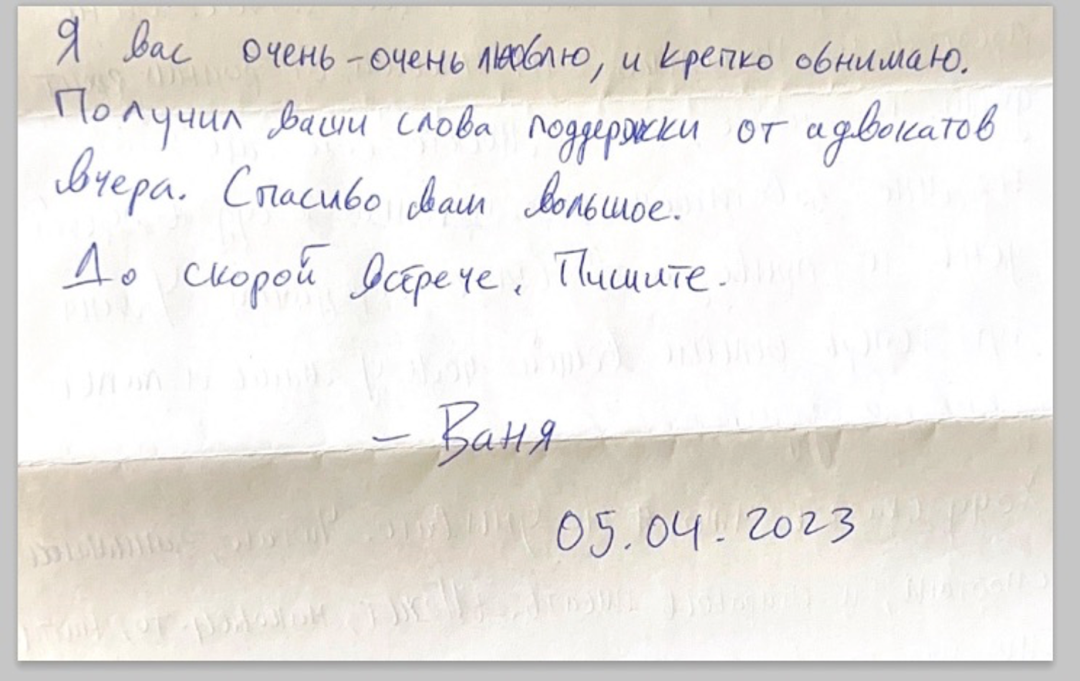 Я вас очень-очень люблю, и крепко обнимаю.
Получил ваши слова поддержки от адвокатов
вчера. Спасибо вам большое.
До скорой встрече. Пишите.
- Ваня
05.04.2023